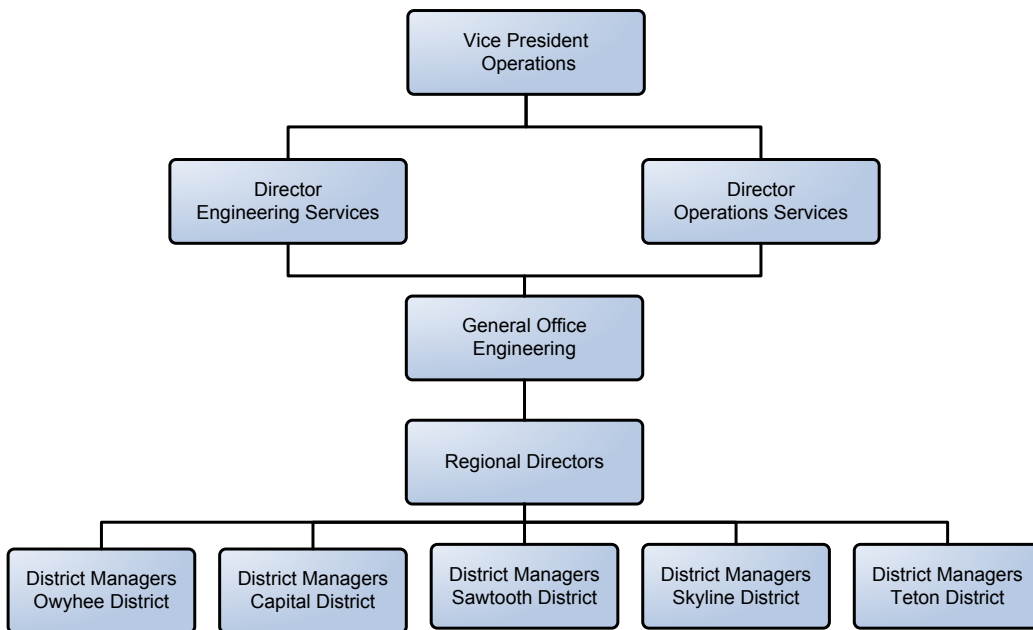 Vice President
Operations
Director
Engineering Services
Director
Operations Services
General Office
Engineering
Regional Directors
District Managers
Owyhee District
District Managers
Capital District
District Managers
Sawtooth District
District Managers
Skyline District
District Managers
Teton District